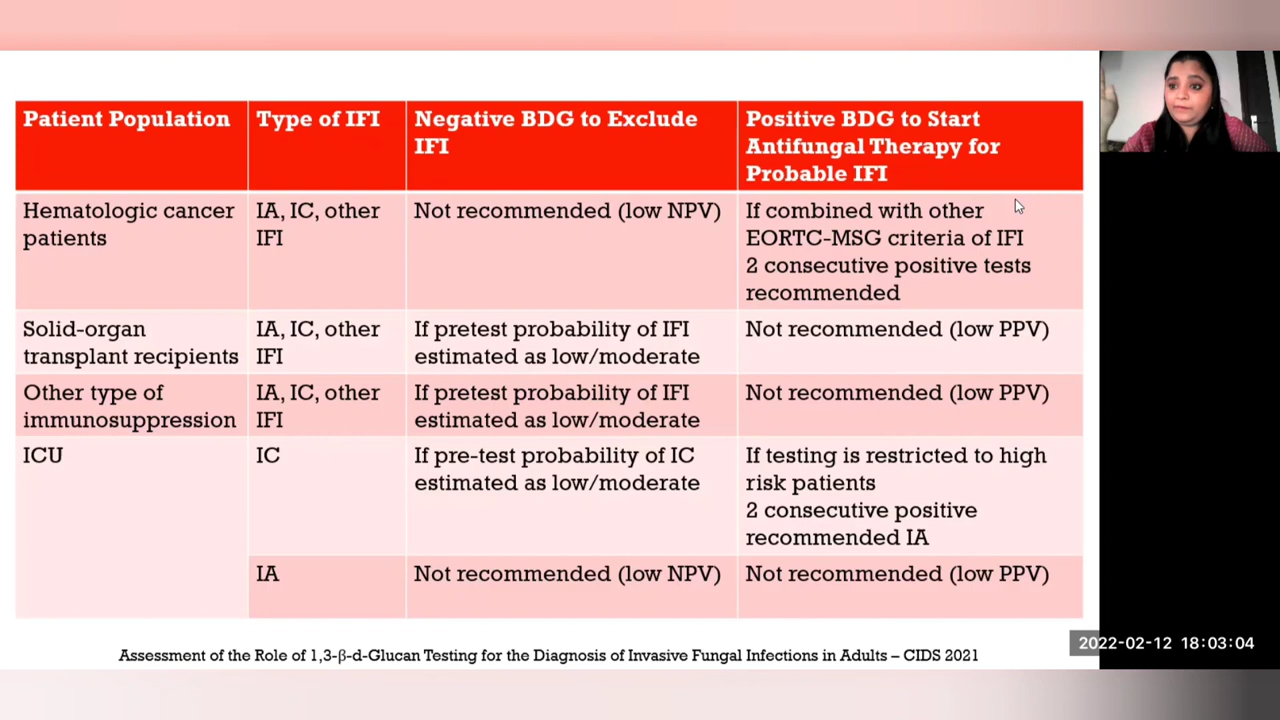 Patient Population
Type of IFI
Negative BDG to Exclude
IFI
Positive BDG to Start
Antifungal Therapy for
Probable IFI
Hematologic cancer
patients
IA, IC, other
IFI
Not recommended (low NPV)
If combined with other
EORTC-MSG criteria of IFI
2 consecutive positive tests
recommended
Solid-organ
transplant recipients
IA, IC, other
IFI
If pretest probability of IFI
estimated as low/moderate
Not recommended (low PPV)
Other type of
immunosuppression
IA, IC, other
IFI
If pretest probability of IFI
estimated as low/moderate
Not recommended (low PPV)
ICU
IC
If pre-test probability of IC
estimated as low/moderate
If testing is restricted to high
risk patients
2 consecutive positive
recommended IA
IA
Not recommended (low NPV)
Not recommended (low PPV)
2022-02-12 18:03:04
Assessment of the Role of 1,3-β-d-Glucan Testing for the Diagnosis of Invasive Fungal Infections in Adults – CIDS 2021